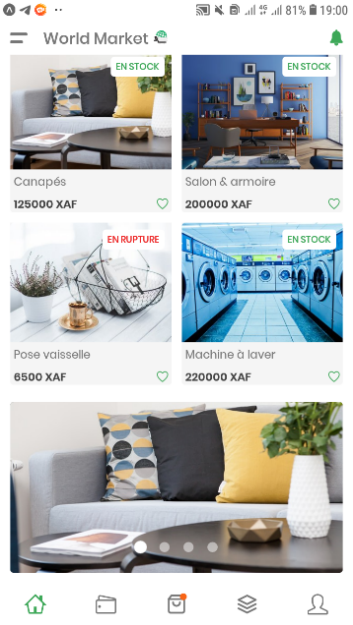 81% 19:00
World Market
EN STOCK
EN STOCK
Canapés
Salon & armoire
125000 XAF
200000 XAF
EN RUPTURE
EN STOCK
Pose vaisselle
Machine à laver
6500 XAF
220000 XAF